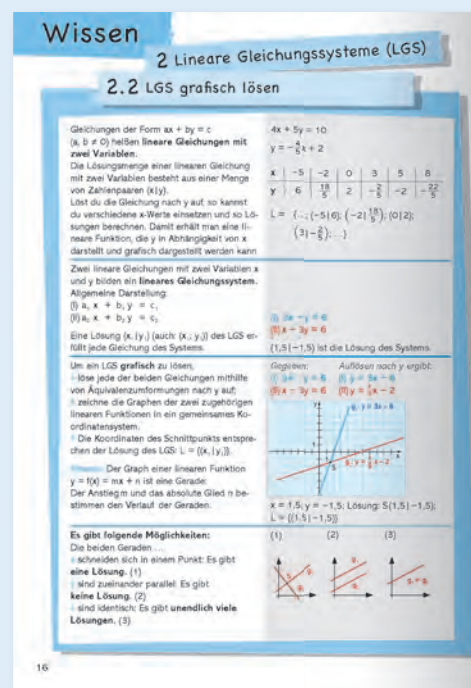 Wissen
2 Lineare Gleichungssysteme (LGS)
2.2 LGS grafisch lösen
Gleichungen der Form ax + by = c
(a, b ≠ 0) heißen lineare Gleichungen mit
zwei Variablen.
Die Lösungsmenge einer linearen Gleichung
mit zwei Variablen besteht aus einer Menge
von Zahlenpaaren (x|y).
Löst du die Gleichung nach y auf, so kannst
du verschiedene x-Werte einsetzen und so Lö-
sungen berechnen. Damit erhält man eine li-
neare Funktion, die y in Abhängigkeit von x
darstellt und grafisch dargestellt werden kann
4x + 5y = 10
y = -4/5 x + 2
x | -5 | -2 | 0 | 3 | 5 | 8
y | 6 | 18/5 | 2 | -2/5 | -2 | -22/5
L = {...; (-5|6); (-2|18/5); (0|2);
(3|-2/5); ...}
Zwei lineare Gleichungen mit zwei Variablen x
und y bilden ein lineares Gleichungssystem.
Allgemeine Darstellung:
(I) a₁ x + b₁ y = c₁
(II) a₂ x + b₂ y = c₂
Eine Lösung (x₁|y₁) (auch: (x₁; y₁)) des LGS er-
füllt jede Gleichung des Systems.
(I) 3x - y = 6
(II) x - 3y = 6
(1,5|-1,5) ist die Lösung des Systems.
Um ein LGS grafisch zu lösen,
löse jede der beiden Gleichungen mithilfe
von Äquivalenzumformungen nach y auf;
zeichne die Graphen der zwei zugehörigen
linearen Funktionen in ein gemeinsames Ko-
ordinatensystem.
Die Koordinaten des Schnittpunkts entspre-
chen der Lösung des LGS: L = {(x₁|y₁)}.
Der Graph einer linearen Funktion
y = f(x) = mx + n ist eine Gerade:
Der Anstieg m und das absolute Glied n be-
stimmen den Verlauf der Geraden.
Gegeben: Auflösen nach y ergibt:
(I) 3x - y = 6 (I) y = 3x - 6
(II) x - 3y = 6 (II) y = 1/3 x - 2
g₁: y = 3x - 6
g₂: y = 1/3 x - 2
x = 1,5; y = -1,5; Lösung: S(1,5|-1,5);
L = {(1,5|-1,5)}
Es gibt folgende Möglichkeiten:
Die beiden Geraden ...
schneiden sich in einem Punkt: Es gibt
eine Lösung. (1)
sind zueinander parallel: Es gibt
keine Lösung. (2)
sind identisch: Es gibt unendlich viele
Lösungen. (3)
(1) (2) (3)
16